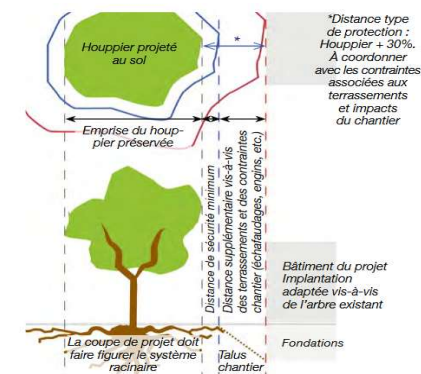 Houppier projeté
au sol
*
*Distance type
de protection :
Houppier + 30%.
À coordonner
avec les contraintes
associées aux
terrassements
et impacts
du chantier
Emprise du houp-
pier préservée
Distance de sécurité minimum
Distance supplémentaire vis-à-vis
des terrassements et des contraintes
chantier (échafaudages, engins, etc.)
Bâtiment du projet
Implantation
adaptée vis-à-vis
de l'arbre existant
La coupe de projet doit
faire figurer le système
racinaire
Talus
chantier
Fondations